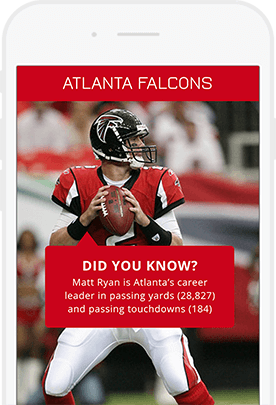 ATLANTA FALCONS
DID YOU KNOW?
Matt Ryan is Atlanta's career
leader in passing yards (28,827)
and passing touchdowns (184)